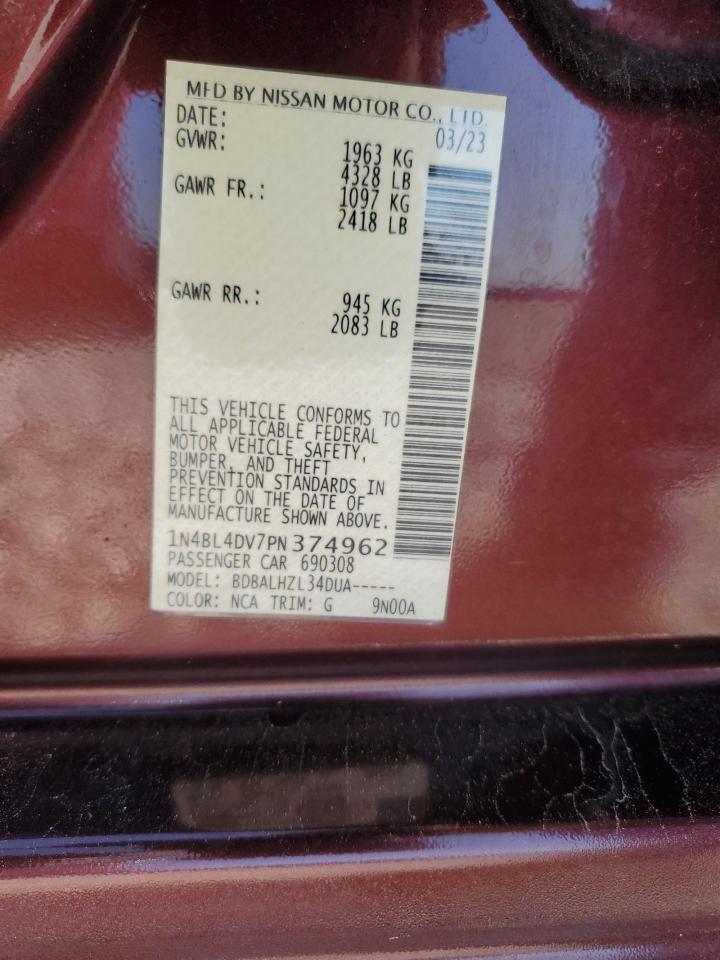 MFD BY NISSAN MOTOR CO., LTD.
DATE: 03/23
GVWR: 1963 KG
4328 LB
GAWR FR.: 1097 KG
2418 LB
GAWR RR.: 945 KG
2083 LB
THIS VEHICLE CONFORMS TO
ALL APPLICABLE FEDERAL
MOTOR VEHICLE SAFETY,
BUMPER, AND THEFT
PREVENTION STANDARDS IN
EFFECT ON THE DATE OF
MANUFACTURE SHOWN ABOVE.
1N4BL4DV7PN374962
PASSENGER CAR 690308
MODEL: BDBALHZL34DUA-----
COLOR: NCA TRIM: G 9N00A